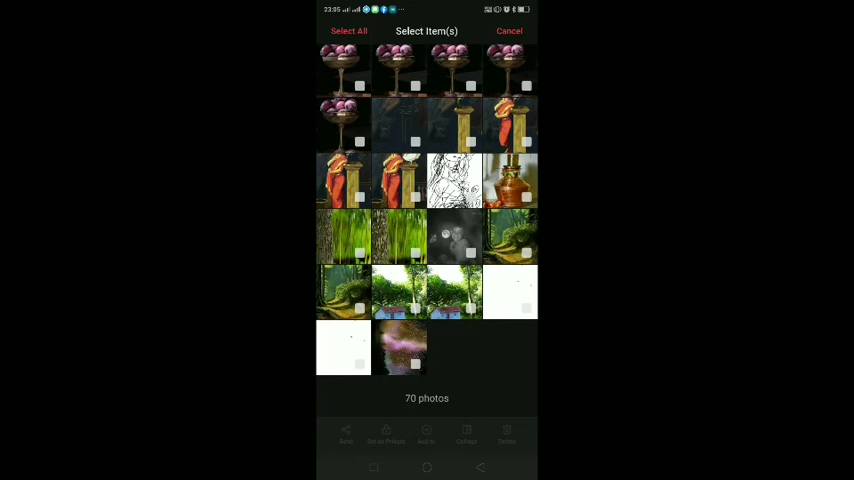 23:05
Select All Select Item(s) Cancel
70 photos
Send Set as Private Add to Collage Delete